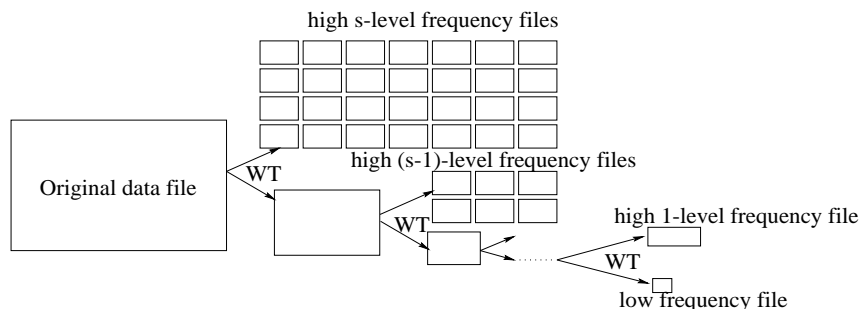 high s-level frequency files
Original data file
WT
high (s-1)-level frequency files
WT
high 1-level frequency file
WT
low frequency file